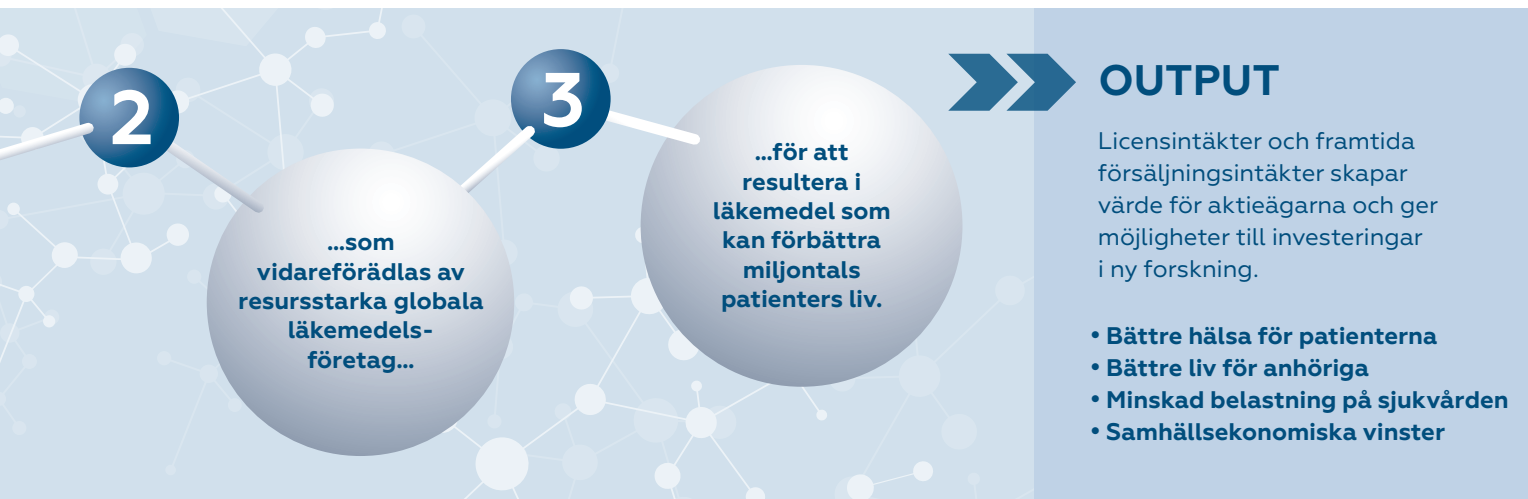 2
...som
vidareförädlas av
resursstarka globala
läkemedels-
företag...
3
...för att
resultera i
läkemedel som
kan förbättra
miljontals
patienters liv.
OUTPUT
Licensintäkter och framtida
försäljningsintäkter skapar
värde för aktieägarna och ger
möjligheter till investeringar
i ny forskning.
• Bättre hälsa för patienterna
• Bättre liv för anhöriga
• Minskad belastning på sjukvården
• Samhällsekonomiska vinster